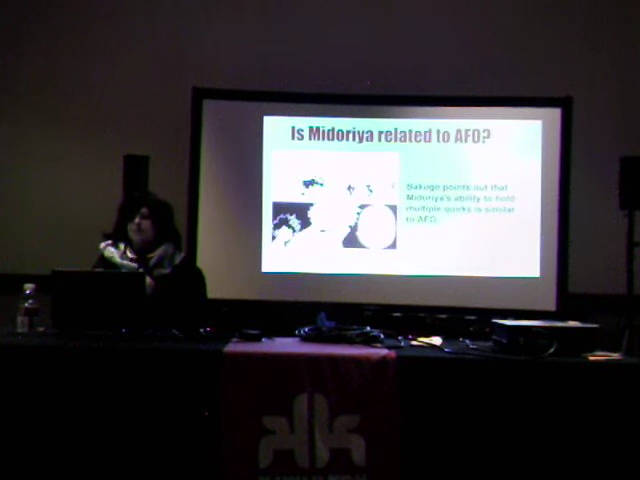 Is Midoriya related to AFO?
Bakugo points out that
Midoriya's ability to hold
multiple quirks is similar
to AFO.